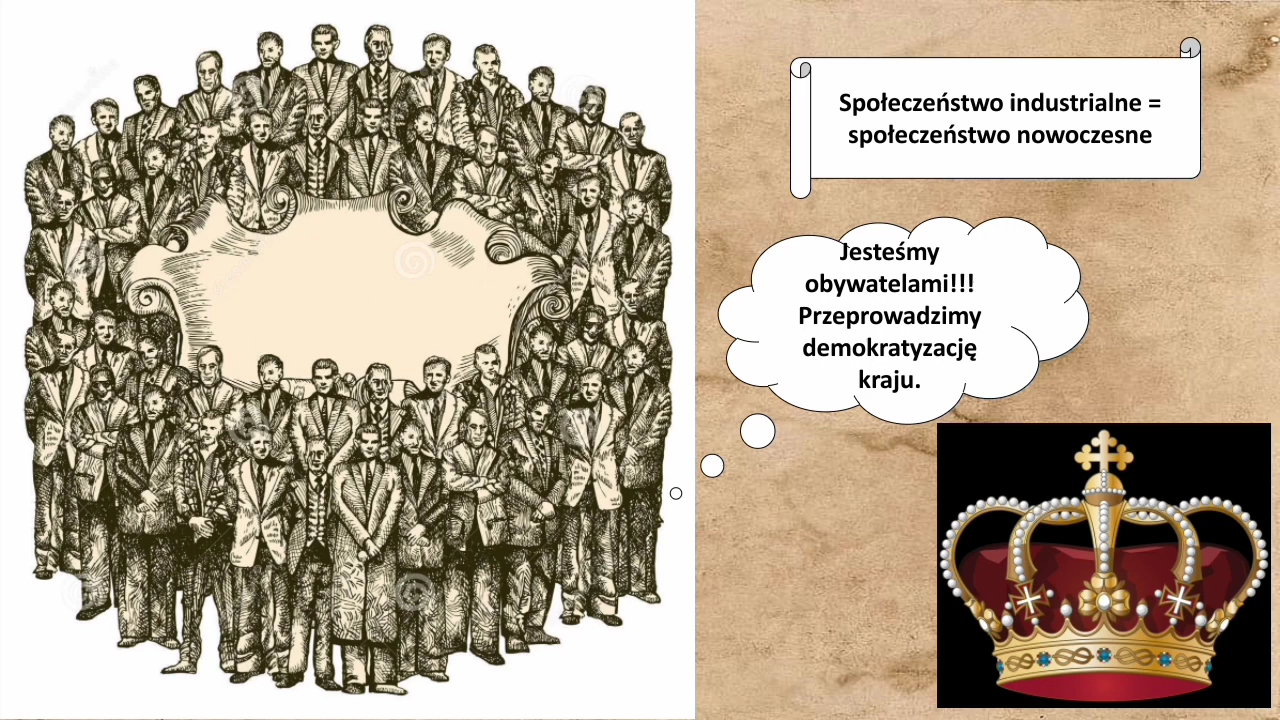 Społeczeństwo industrialne =
społeczeństwo nowoczesne
Jesteśmy
obywatelami!!!
Przeprowadzimy
demokratyzację
kraju.